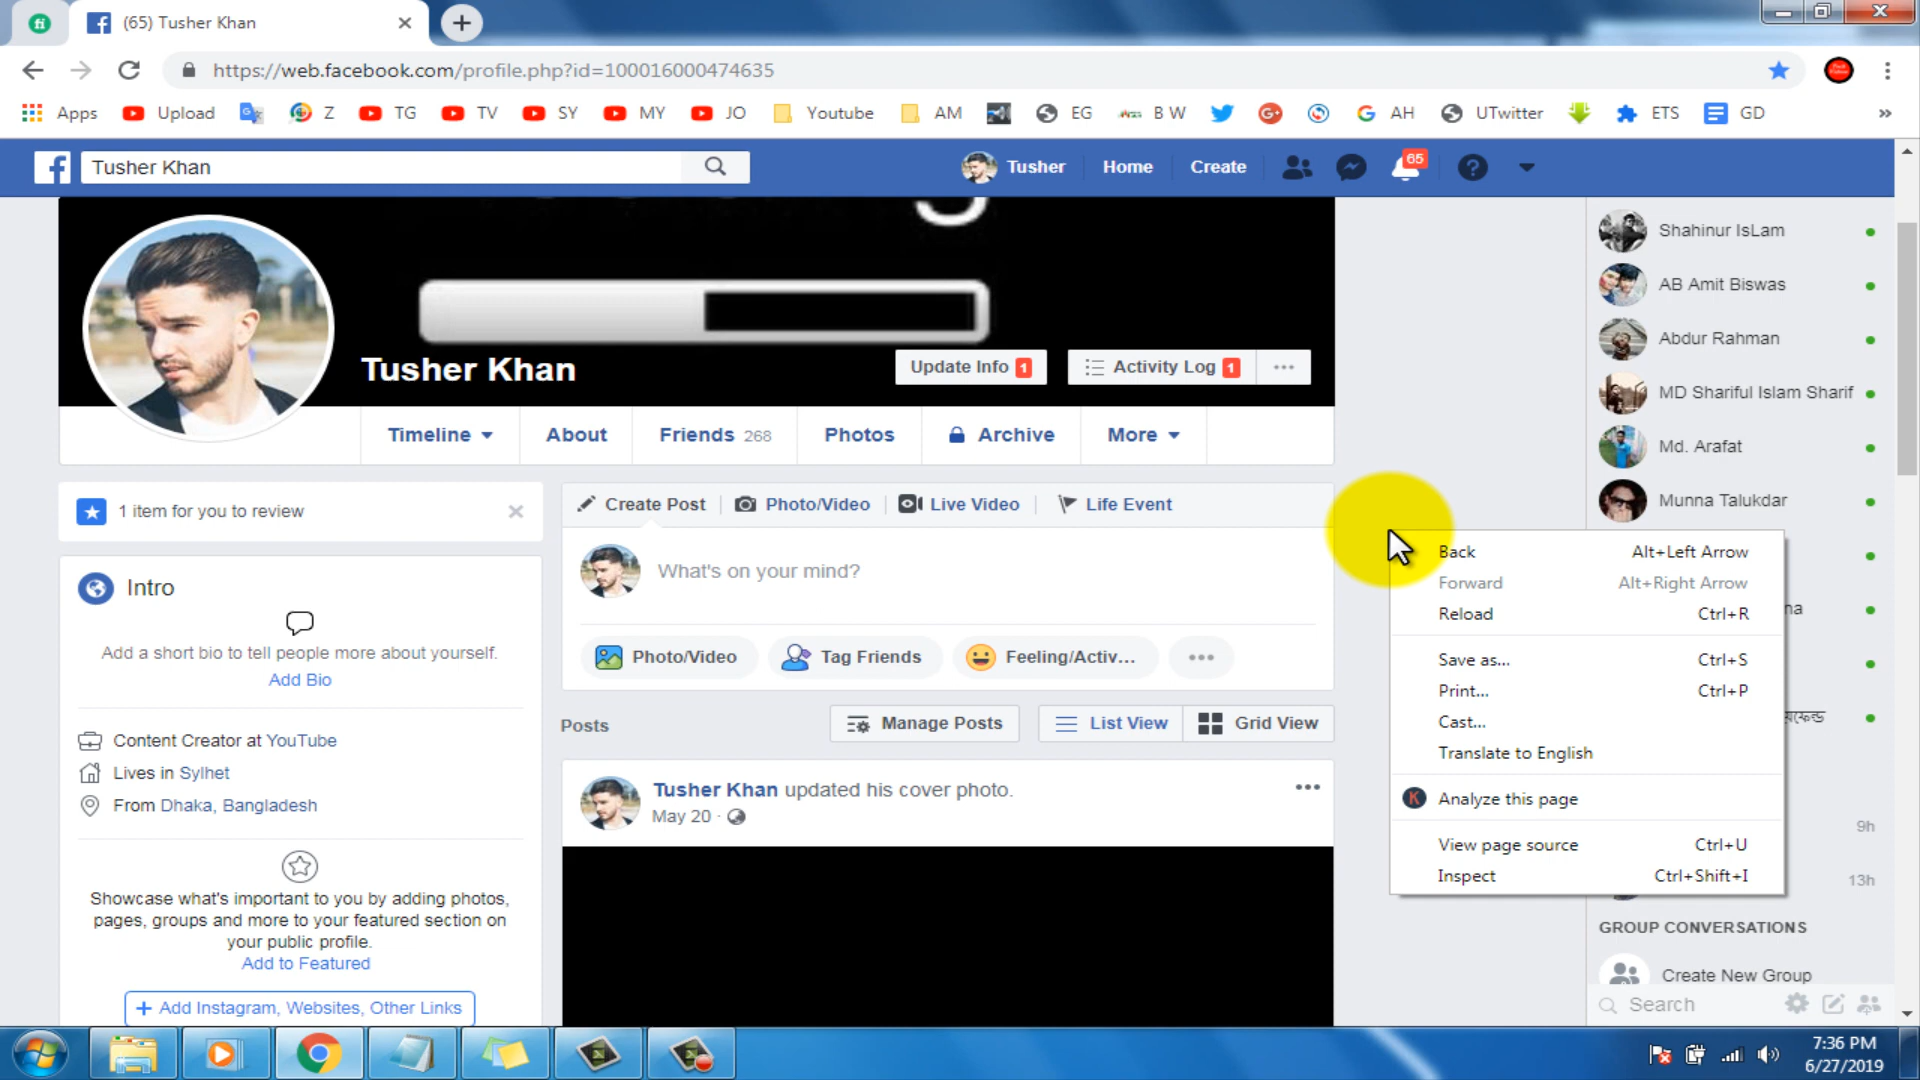 (65) Tusher Khan
https://web.facebook.com/profile.php?id=100016000474635
Apps Upload Z TG TV SY MY JO Youtube AM EG B W AH UTwitter ETS GD
Tusher Khan
Tusher Home Create 65
Tusher Khan
Update Info 1 Activity Log 1
Timeline About Friends 268 Photos Archive More
1 item for you to review
Intro
Add a short bio to tell people more about yourself.
Add Bio
Content Creator at YouTube
Lives in Sylhet
From Dhaka, Bangladesh
Showcase what's important to you by adding photos,
pages, groups and more to your featured section on
your public profile.
Add to Featured
+ Add Instagram, Websites, Other Links
Create Post Photo/Video Live Video Life Event
What's on your mind?
Photo/Video Tag Friends Feeling/Activ...
Posts Manage Posts List View Grid View
Tusher Khan updated his cover photo.
May 20
Back Alt+Left Arrow
Forward Alt+Right Arrow
Reload Ctrl+R
Save as... Ctrl+S
Print... Ctrl+P
Cast...
Translate to English
Analyze this page
View page source Ctrl+U
Inspect Ctrl+Shift+I
Shahinur IsLam
AB Amit Biswas
Abdur Rahman
MD Shariful Islam Sharif
Md. Arafat
Munna Talukdar
na
9h
13h
GROUP CONVERSATIONS
Create New Group
Search
7:36 PM
6/27/2019